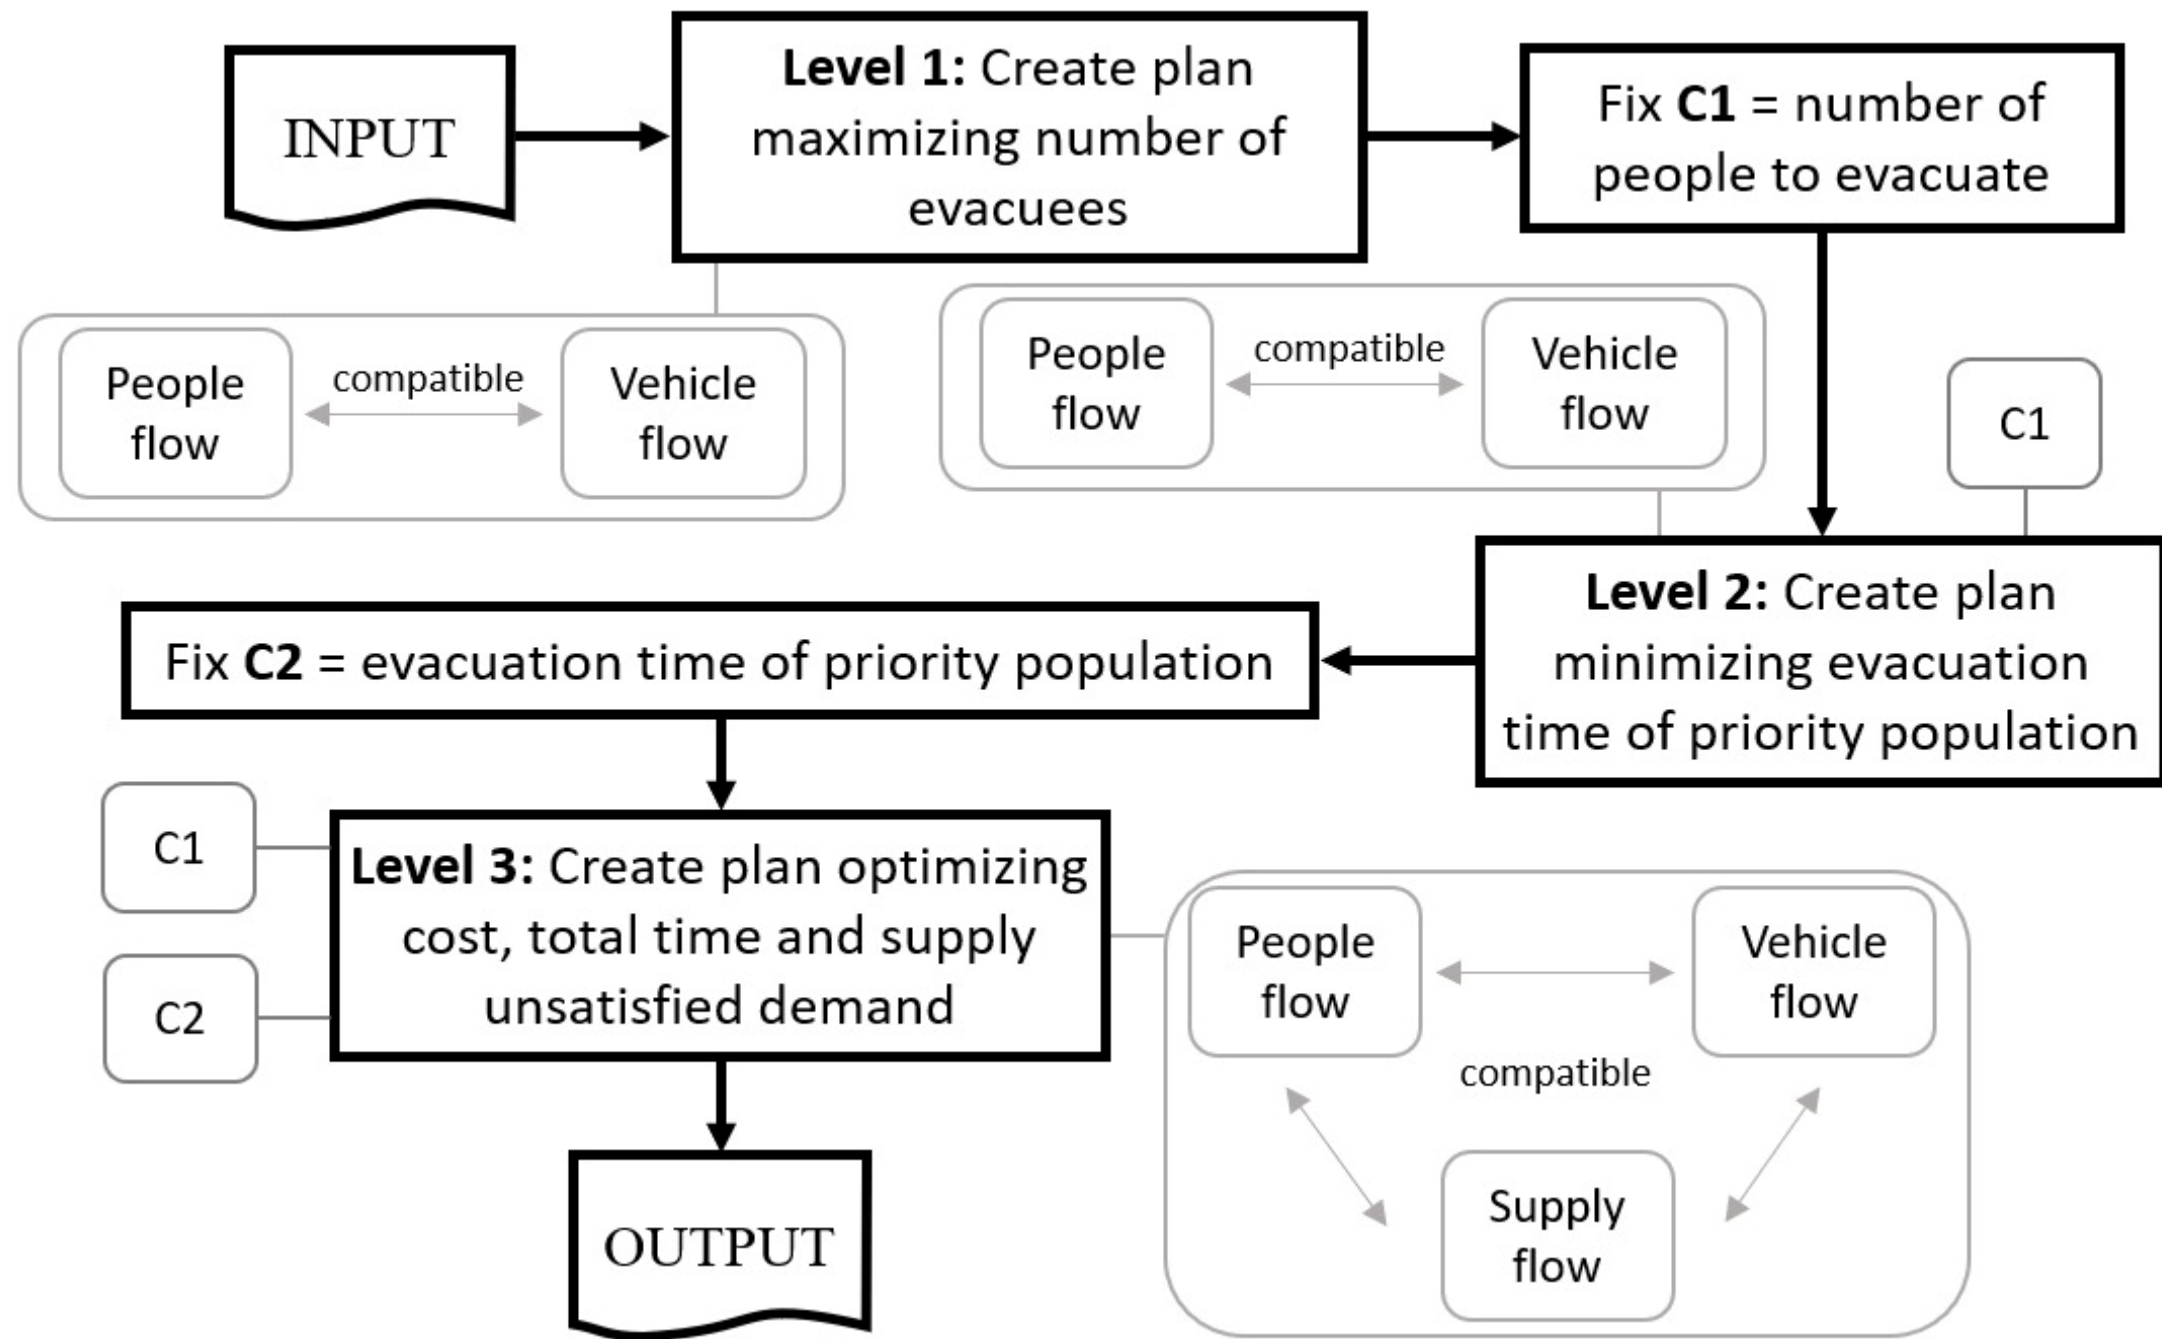 INPUT
Level 1: Create plan
maximizing number of
evacuees
Fix C1 = number of
people to evacuate
People
flow
compatible
Vehicle
flow
People
flow
compatible
Vehicle
flow
C1
Level 2: Create plan
minimizing evacuation
time of priority population
Fix C2 = evacuation time of priority population
C1
C2
Level 3: Create plan optimizing
cost, total time and supply
unsatisfied demand
People
flow
Vehicle
flow
compatible
Supply
flow
OUTPUT